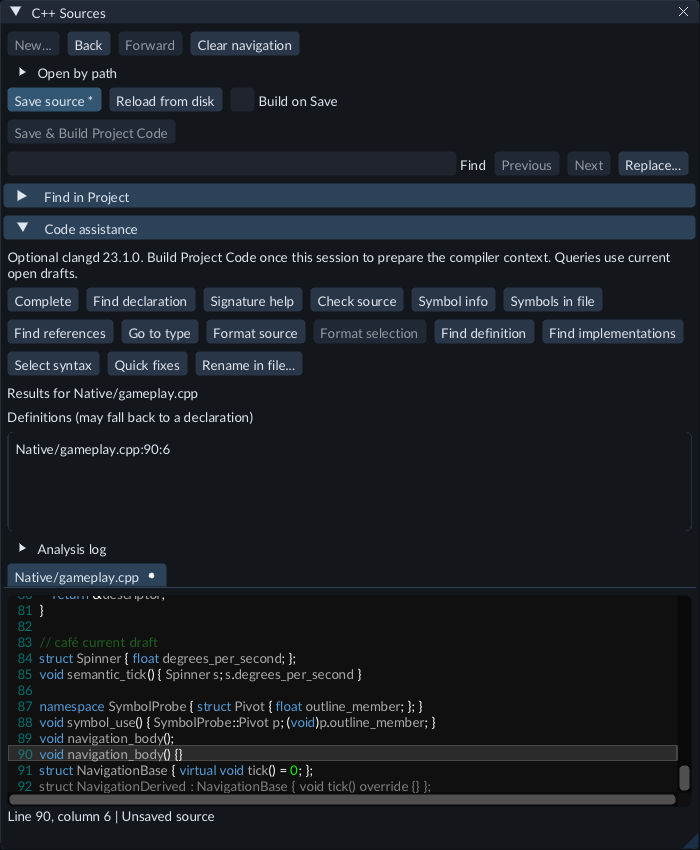 C++ Sources
New... Back Forward Clear navigation
Open by path
Save source * Reload from disk Build on Save
Save & Build Project Code
Find Previous Next Replace...
Find in Project
Code assistance
Optional clangd 23.1.0. Build Project Code once this session to prepare the compiler context. Queries use current
open drafts.
Complete Find declaration Signature help Check source Symbol info Symbols in file
Find references Go to type Format source Format selection Find definition Find implementations
Select syntax Quick fixes Rename in file...
Results for Native/gameplay.cpp
Definitions (may fall back to a declaration)
Native/gameplay.cpp:90:6
Analysis log
Native/gameplay.cpp
80 return &descriptor;
81 }
82
83 // café current draft
84 struct Spinner { float degrees_per_second; };
85 void semantic_tick() { Spinner s; s.degrees_per_second }
86
87 namespace SymbolProbe { struct Pivot { float outline_member; }; }
88 void symbol_use() { SymbolProbe::Pivot p; (void)p.outline_member; }
89 void navigation_body();
90 void navigation_body() {}
91 struct NavigationBase { virtual void tick() = 0; };
92 struct NavigationDerived : NavigationBase { void tick() override {} };
Line 90, column 6 | Unsaved source